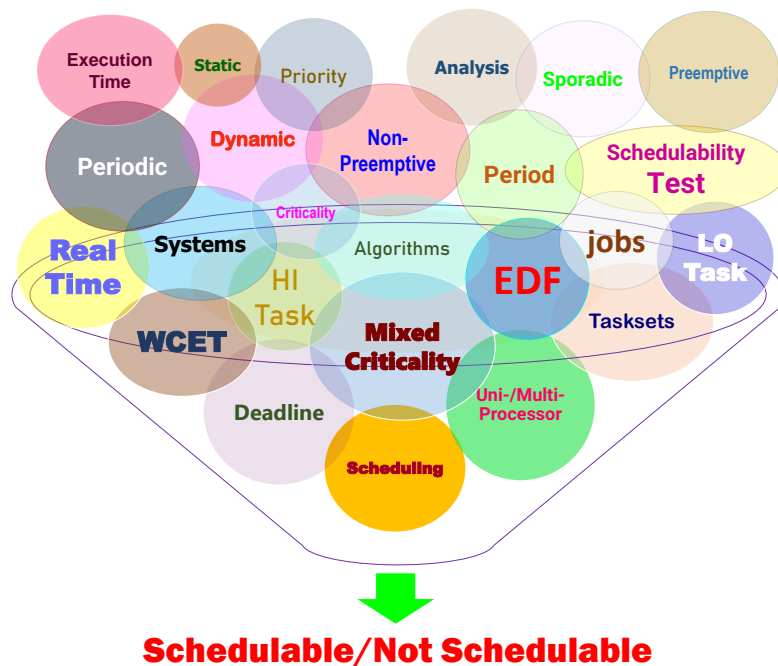 Execution
Time
Static
Priority
Analysis
Sporadic
Preemptive
Periodic
Dynamic
Non-
Preemptive
Period
Schedulability
Test
Real
Time
Systems
Criticality
HI
Task
Algorithms
EDF
jobs
LO
Task
WCET
Mixed
Criticality
Tasksets
Deadline
Uni-/Multi-
Processor
Scheduling
Schedulable/Not Schedulable